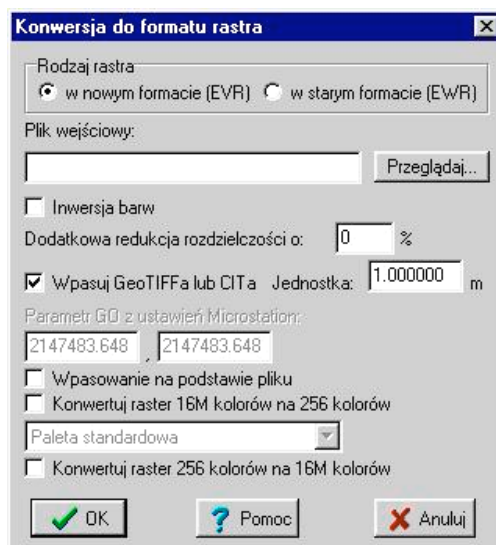 Konwersja do formatu rastra
Rodzaj rastra
w nowym formacie (EVR) w starym formacie (EWR)
Plik wejściowy:
Przeglądaj...
Inwersja barw
Dodatkowa redukcja rozdzielczości o: 0 %
Wpasuj GeoTIFFa lub CITa Jednostka: 1.000000 m
Parametr GO z ustawień Microstation:
2147483.648 , 2147483.648
Wpasowanie na podstawie pliku
Konwertuj raster 16M kolorów na 256 kolorów
Paleta standardowa
Konwertuj raster 256 kolorów na 16M kolorów
OK Pomoc Anuluj